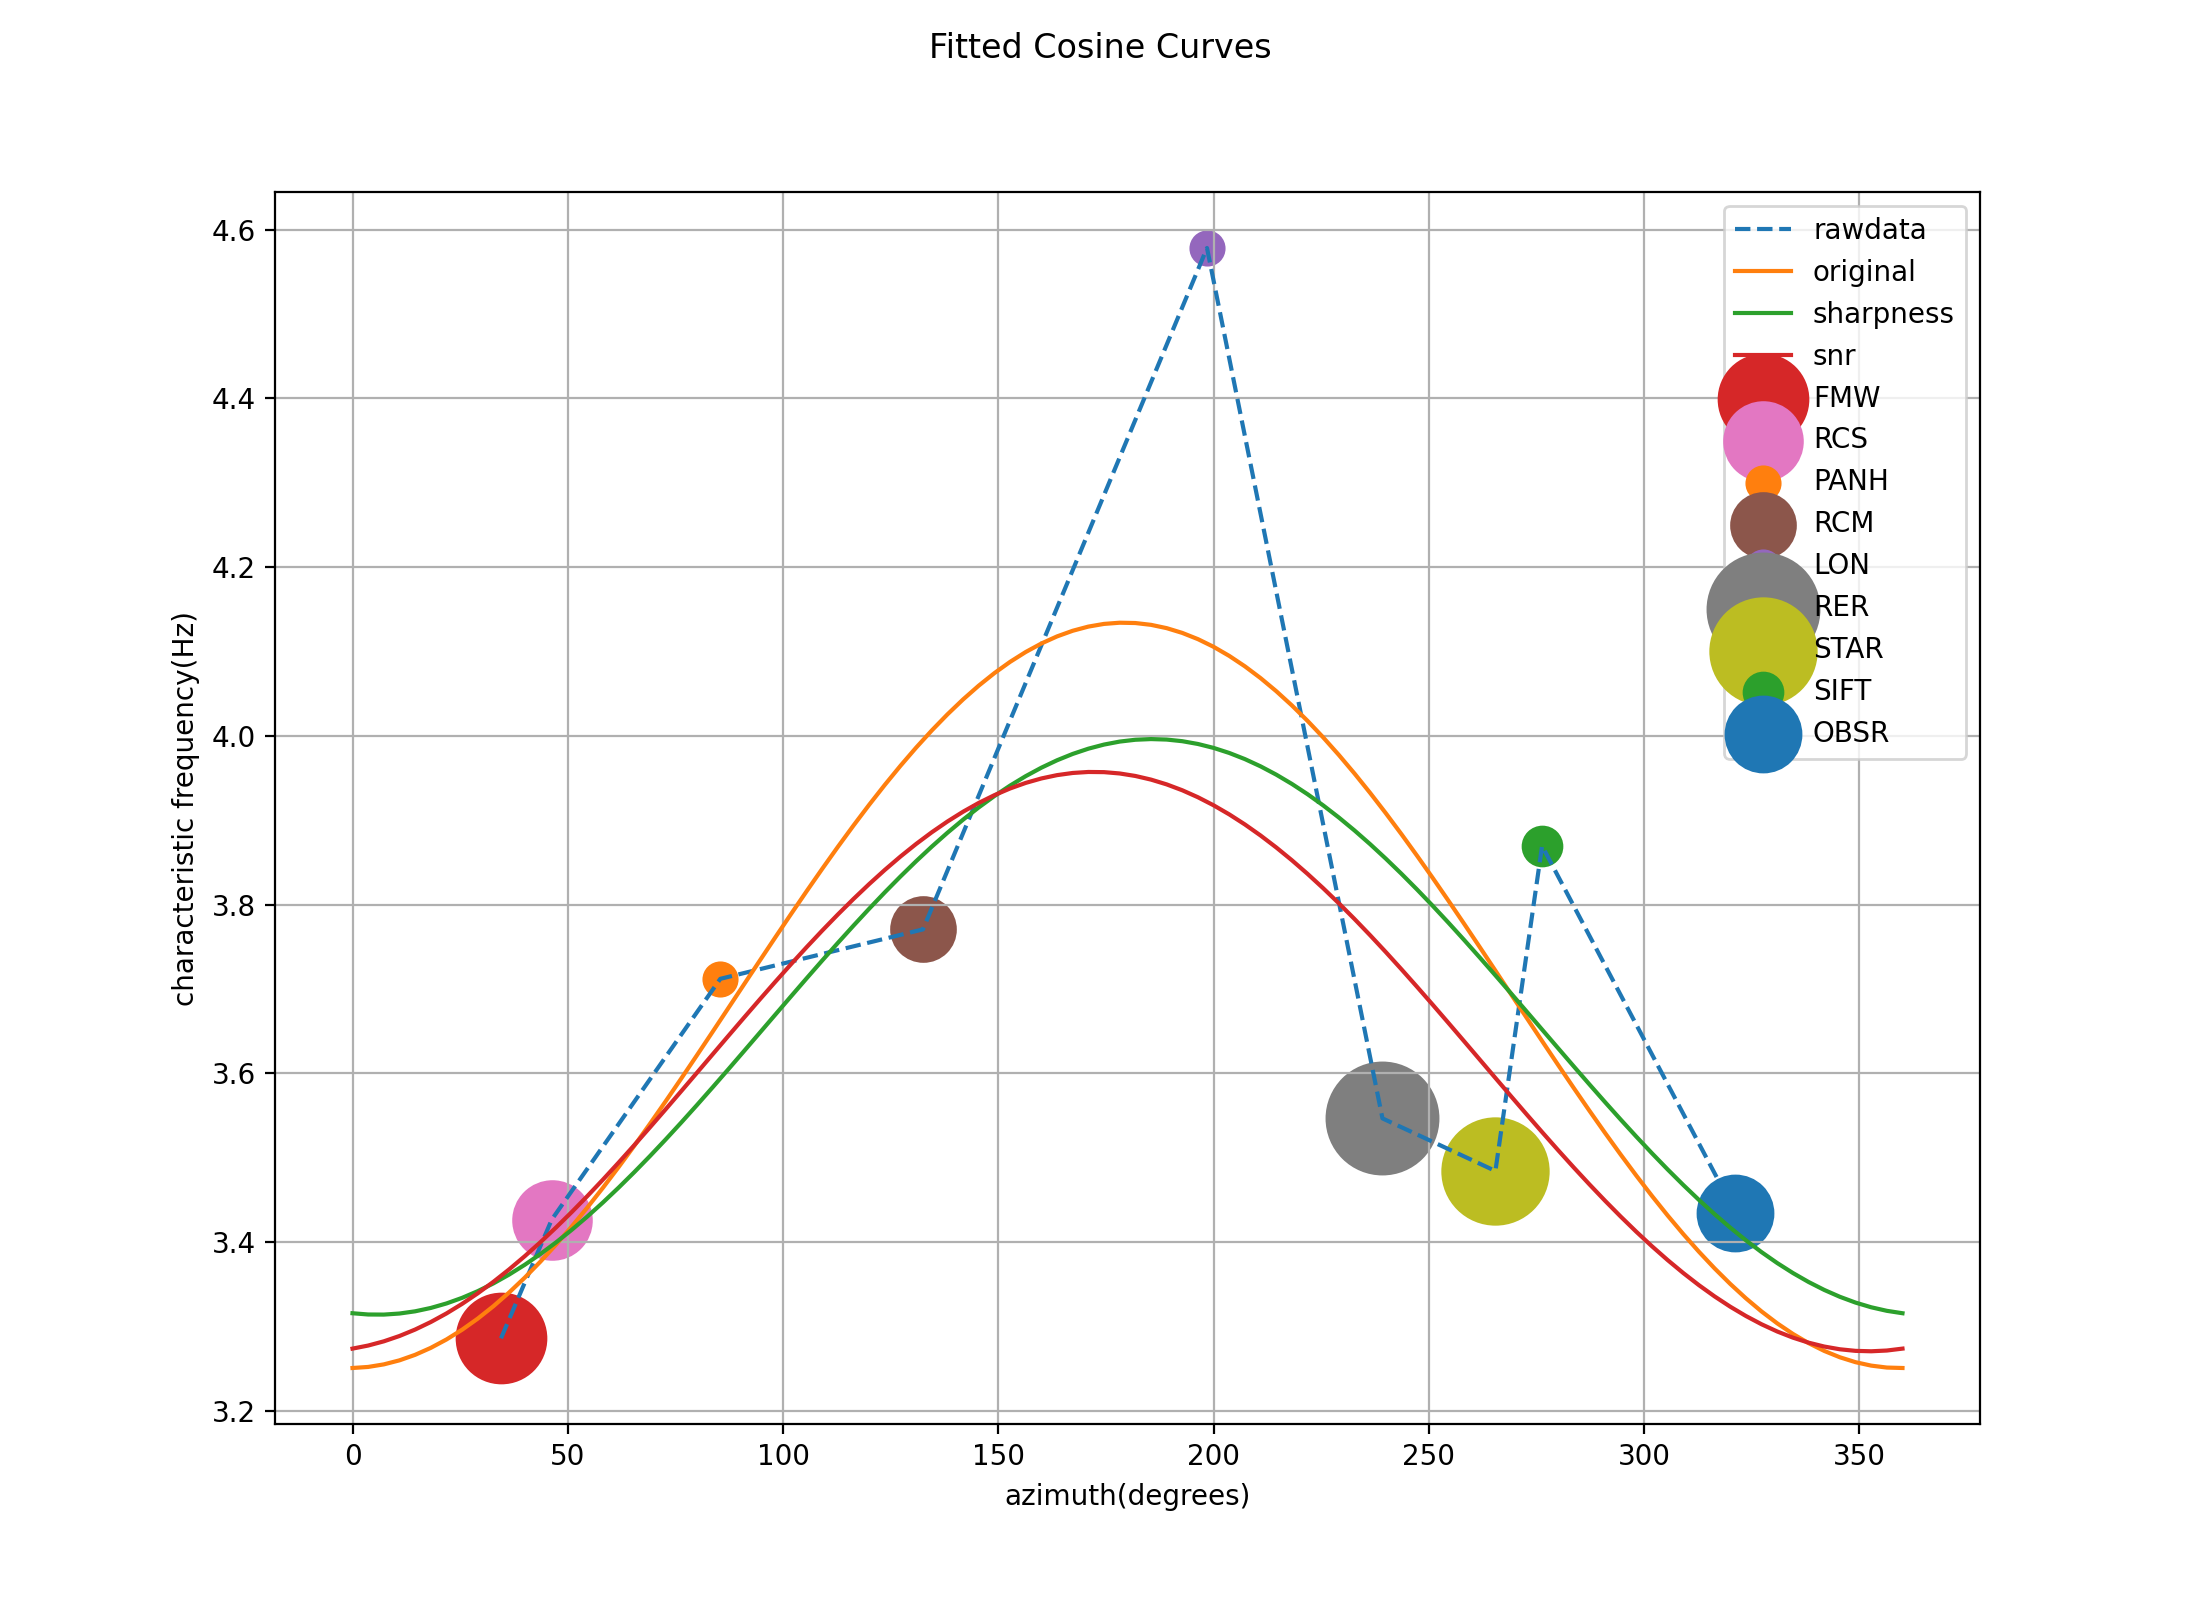 Fitted Cosine Curves
4.6
4.4
4.2
4.0
3.8
3.6
3.4
3.2
characteristic frequency(Hz)
0 50 100 150 200 250 300 350
azimuth(degrees)
rawdata
original
sharpness
snr
FMW
RCS
PANH
RCM
LON
RER
STAR
SIFT
OBSR